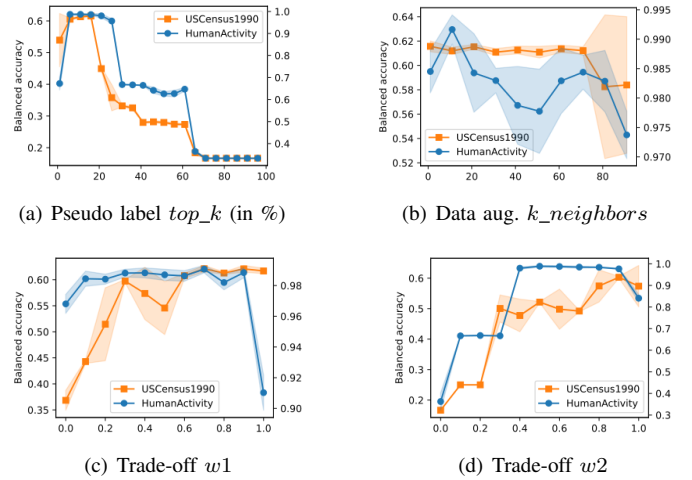 0.6
0.5
0.4
0.3
0.2
Balanced accuracy
1.0
0.9
0.8
0.7
0.6
0.5
0.4
USCensus1990
HumanActivity
0 20 40 60 80 100
(a) Pseudo label top_k (in %)
0.64
0.62
0.60
0.58
0.56
0.54
0.52
Balanced accuracy
0.995
0.990
0.985
0.980
0.975
0.970
USCensus1990
HumanActivity
0 20 40 60 80
(b) Data aug. k_neighbors
0.60
0.55
0.50
0.45
0.40
0.35
Balanced accuracy
0.98
0.96
0.94
0.92
0.90
USCensus1990
HumanActivity
0.0 0.2 0.4 0.6 0.8 1.0
(c) Trade-off w1
0.6
0.5
0.4
0.3
0.2
Balanced accuracy
1.0
0.9
0.8
0.7
0.6
0.5
0.4
0.3
USCensus1990
HumanActivity
0.0 0.2 0.4 0.6 0.8 1.0
(d) Trade-off w2